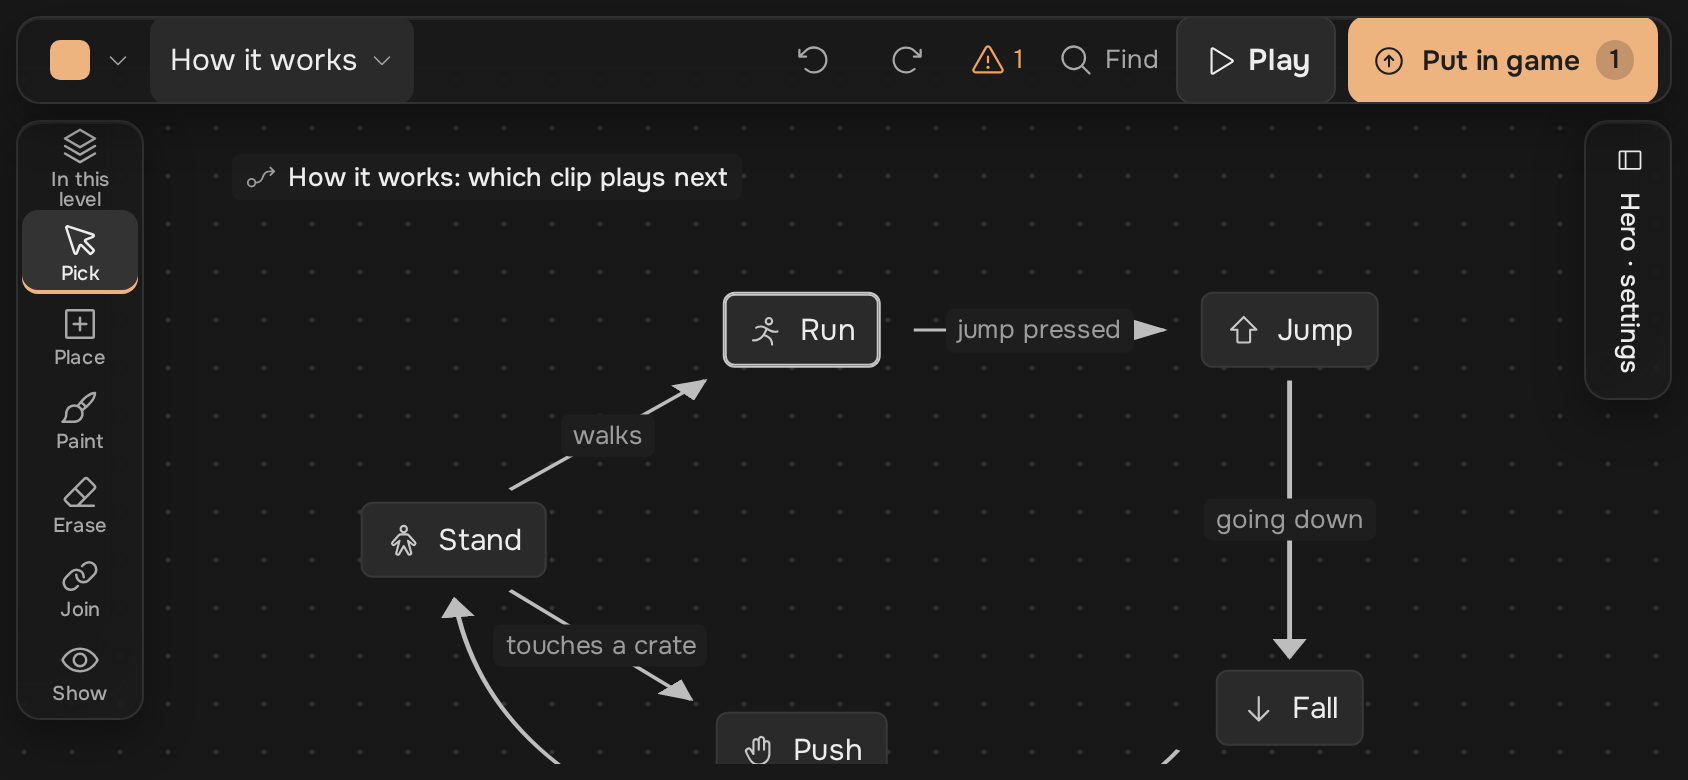 How it works
1
Find
Play
Put in game
1
In this
level
Pick
Place
Paint
Erase
Join
Show
How it works: which clip plays next
Run
jump pressed
Jump
walks
Stand
going down
touches a crate
Fall
Push
Hero · settings